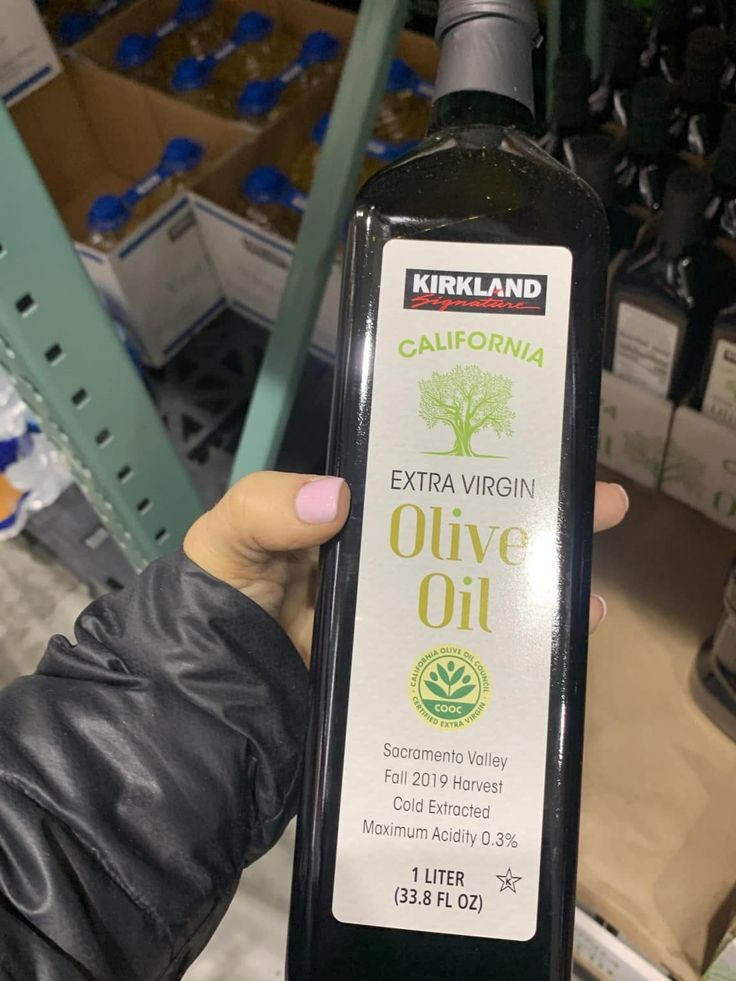 KIRKLAND
Signature
CALIFORNIA
EXTRA VIRGIN
Olive
Oil
CALIFORNIA OLIVE OIL COUNCIL
COOC
CERTIFIED EXTRA VIRGIN
Sacramento Valley
Fall 2019 Harvest
Cold Extracted
Maximum Acidity 0.3%
1 LITER
(33.8 FL OZ)
K